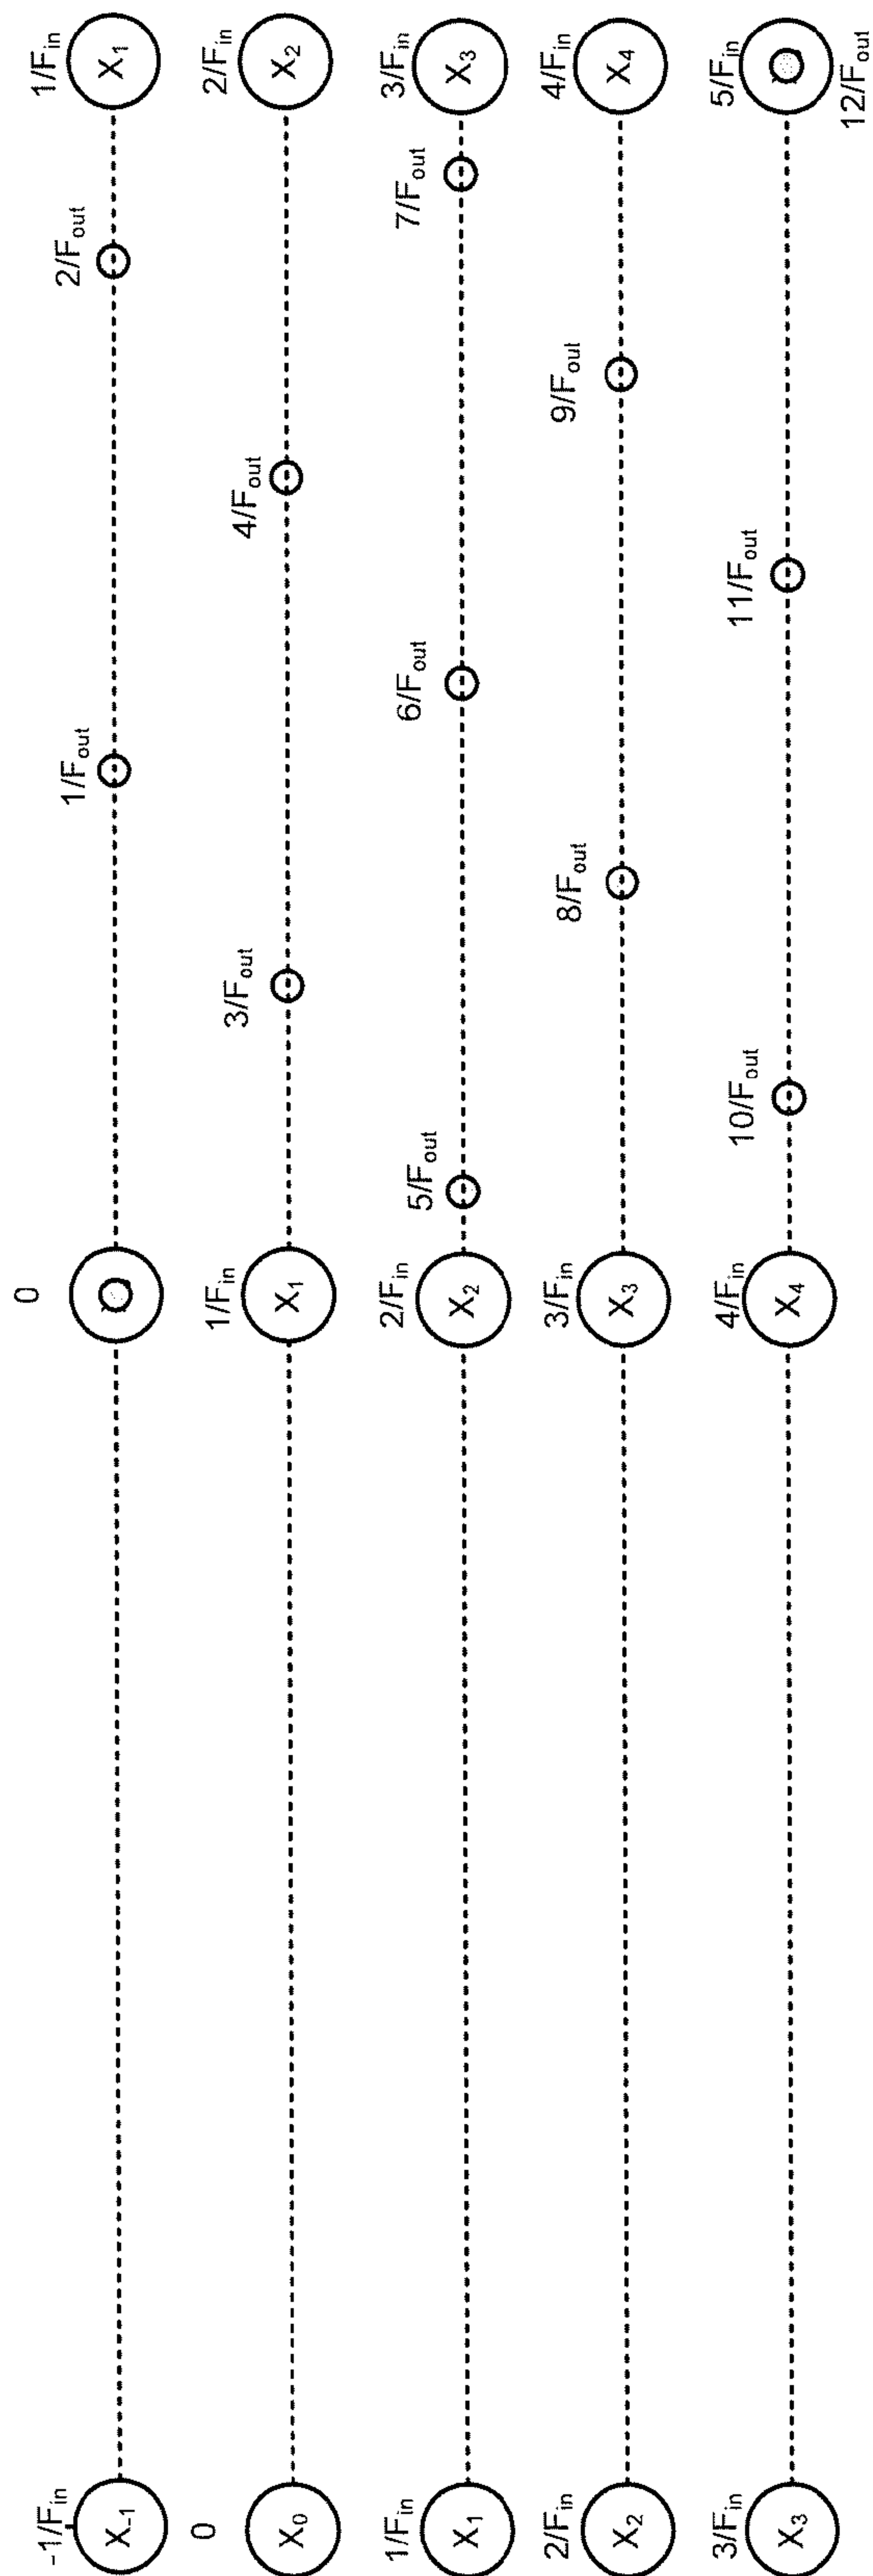 -1/F_in 0 1/F_out 2/F_out 1/F_in
X_-1 X_1
0 1/F_in 3/F_out 4/F_out 2/F_in
X_0 X_1 X_2
1/F_in 2/F_in 5/F_out 6/F_out 7/F_out 3/F_in
X_1 X_2 X_3
2/F_in 3/F_in 8/F_out 9/F_out 4/F_in
X_2 X_3 X_4
3/F_in 4/F_in 10/F_out 11/F_out 5/F_in
X_3 X_4
12/F_out